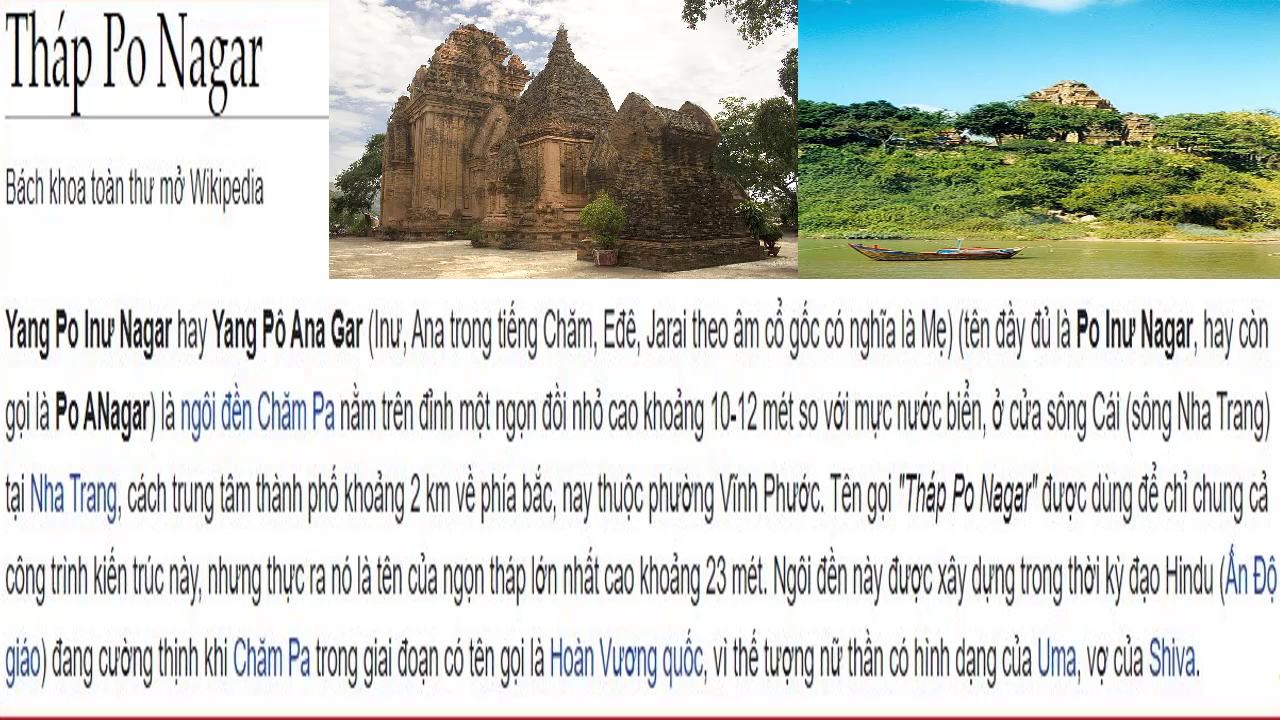 Tháp Po Nagar
Bách khoa toàn thư mở Wikipedia
Yang Po Inư Nagar hay Yang Pô Ana Gar (Inư, Ana trong tiếng Chăm, Eđê, Jarai theo âm cổ gốc có nghĩa là Mẹ) (tên đầy đủ là Po Inư Nagar, hay còn
gọi là Po ANagar) là ngôi đền Chăm Pa nằm trên đỉnh một ngọn đồi nhỏ cao khoảng 10-12 mét so với mực nước biển, ở cửa sông Cái (sông Nha Trang)
tại Nha Trang, cách trung tâm thành phố khoảng 2 km về phía bắc, nay thuộc phường Vĩnh Phước. Tên gọi "Tháp Po Nagar" được dùng để chỉ chung cả
công trình kiến trúc này, nhưng thực ra nó là tên của ngọn tháp lớn nhất cao khoảng 23 mét. Ngôi đền này được xây dựng trong thời kỳ đạo Hindu (Ấn Độ
giáo) đang cường thịnh khi Chăm Pa trong giai đoạn có tên gọi là Hoàn Vương quốc, vì thế tượng nữ thần có hình dạng của Uma, vợ của Shiva.